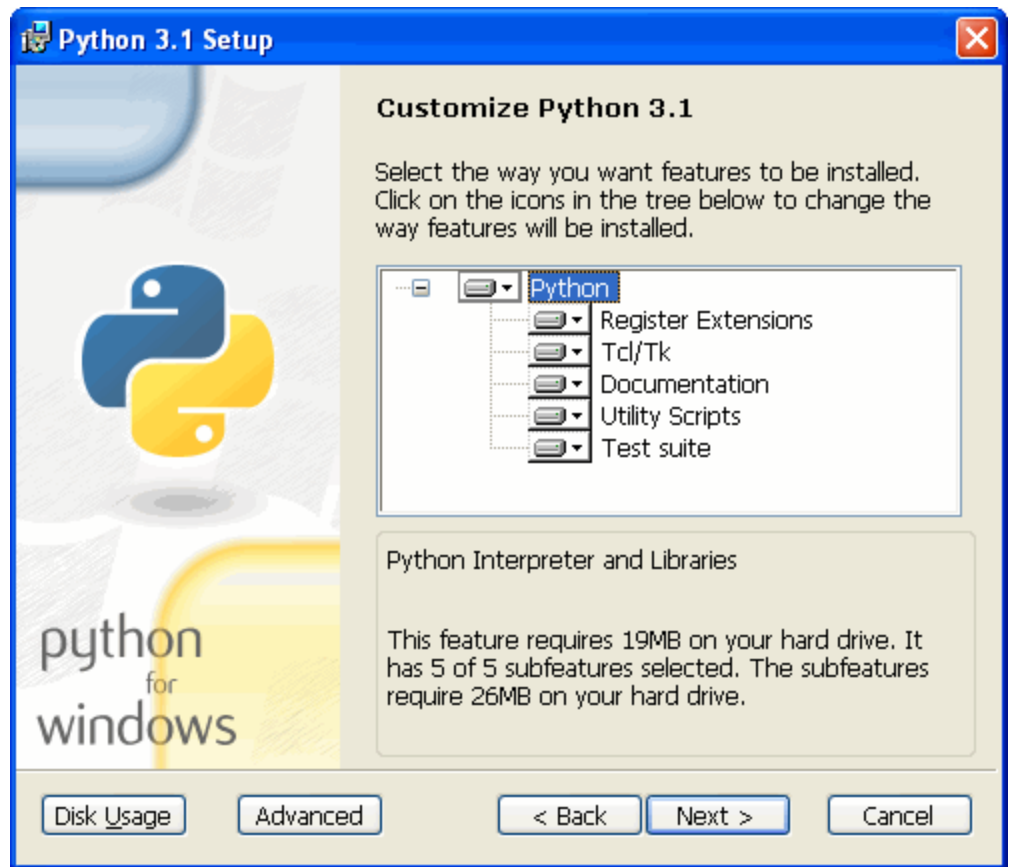 Python 3.1 Setup
Customize Python 3.1
Select the way you want features to be installed.
Click on the icons in the tree below to change the
way features will be installed.
Python
Register Extensions
Tcl/Tk
Documentation
Utility Scripts
Test suite
Python Interpreter and Libraries
This feature requires 19MB on your hard drive. It
has 5 of 5 subfeatures selected. The subfeatures
require 26MB on your hard drive.
python
for
windows
Disk Usage
Advanced
< Back
Next >
Cancel